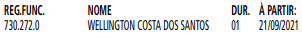 REG.FUNC. NOME DUR. À PARTIR:
730.272.0 WELLINGTON COSTA DOS SANTOS 01 21/09/2021